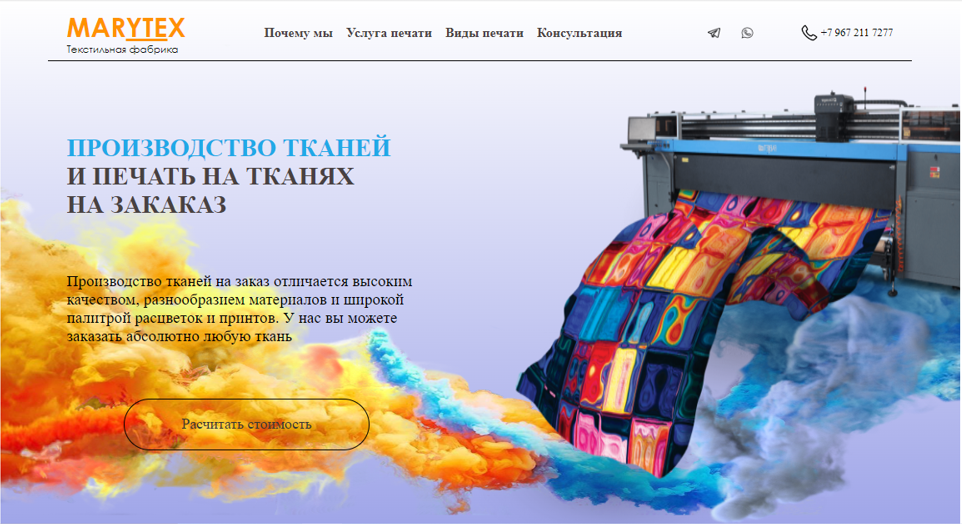 MARYTEX
Текстильная фабрика
Почему мы Услуга печати Виды печати Консультация
+7 967 211 7277
ПРОИЗВОДСТВО ТКАНЕЙ
И ПЕЧАТЬ НА ТКАНЯХ
НА ЗАКАКАЗ
Производство тканей на заказ отличается высоким
качеством, разнообразием материалов и широкой
палитрой расцветок и принтов. У нас вы можете
заказать абсолютно любую ткань
Расчитать стоимость